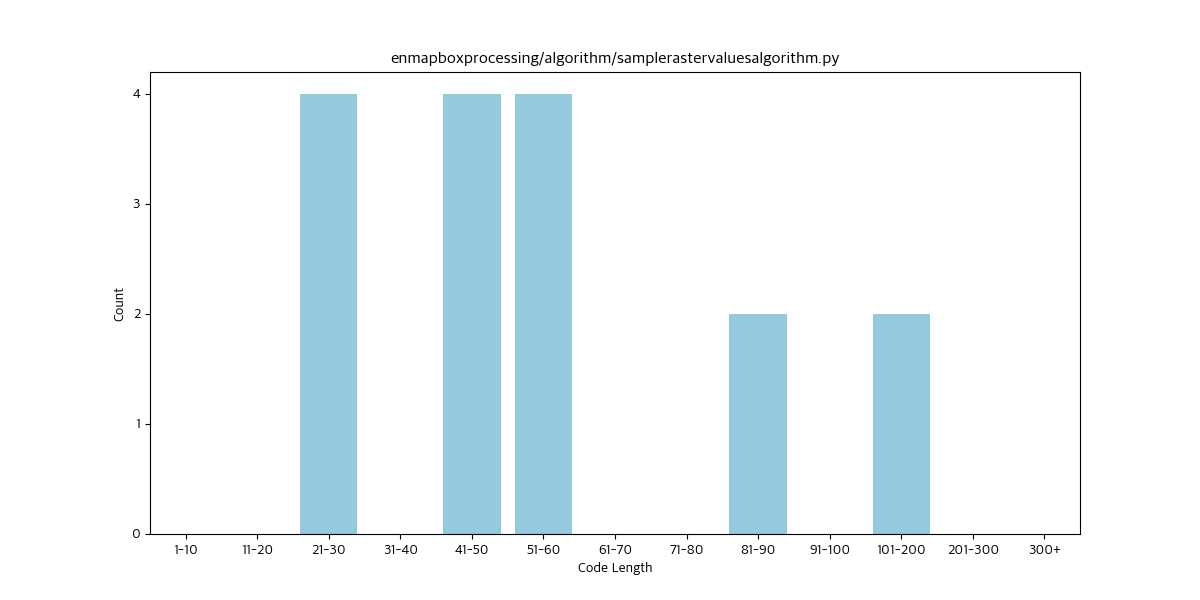 enmapboxprocessing/algorithm/samplerastervaluesalgorithm.py
4
3
2
1
0
Count
1-10 11-20 21-30 31-40 41-50 51-60 61-70 71-80 81-90 91-100 101-200 201-300 300+
Code Length